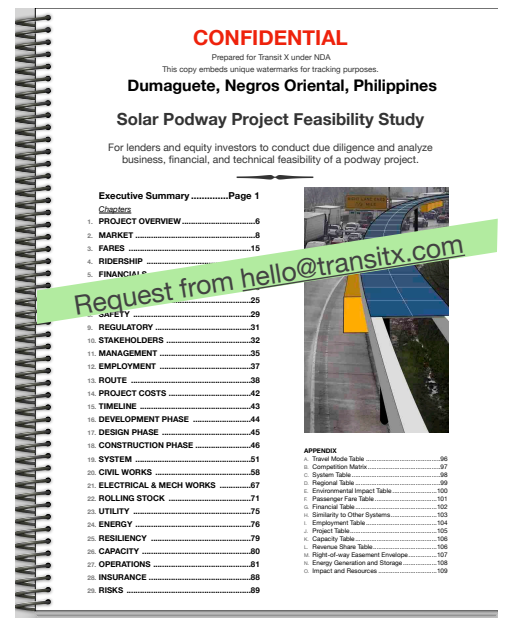 CONFIDENTIAL
Prepared for Transit X under NDA
This copy embeds unique watermarks for tracking purposes.
Dumaguete, Negros Oriental, Philippines
Solar Podway Project Feasibility Study
For lenders and equity investors to conduct due diligence and analyze
business, financial, and technical feasibility of a podway project.
Executive Summary ..............Page 1
Chapters
1. PROJECT OVERVIEW ...................................6
2. MARKET ...................................8
3. FARES ...................................15
4. RIDERSHIP
5. FINANCIALS
Request from hello@transitx.com
25
8. SAFETY ...................................29
9. REGULATORY ...................................31
10. STAKEHOLDERS ...................................32
11. MANAGEMENT ...................................35
12. EMPLOYMENT ...................................37
13. ROUTE ...................................38
14. PROJECT COSTS ...................................42
15. TIMELINE ...................................43
16. DEVELOPMENT PHASE ...................................44
17. DESIGN PHASE ...................................45
18. CONSTRUCTION PHASE ...................................46
19. SYSTEM ...................................51
20. CIVIL WORKS ...................................58
21. ELECTRICAL & MECH WORKS ...................................67
22. ROLLING STOCK ...................................71
23. UTILITY ...................................75
24. ENERGY ...................................76
25. RESILIENCY ...................................79
26. CAPACITY ...................................80
27. OPERATIONS ...................................81
28. INSURANCE ...................................88
29. RISKS ...................................89
APPENDIX
A. Travel Mode Table ...................................96
B. Competition Matrix ...................................97
C. System Table ...................................98
D. Regional Table ...................................99
E. Environmental Impact Table ...................................100
F. Passenger Fare Table ...................................101
G. Financial Table ...................................102
H. Similarity to Other Systems ...................................103
I. Employment Table ...................................104
J. Project Table ...................................105
K. Capacity Table ...................................106
L. Revenue Share Table ...................................106
M. Right-of-way Easement Envelope ...................................107
N. Energy Generation and Storage ...................................108
O. Impact and Resources ...................................109